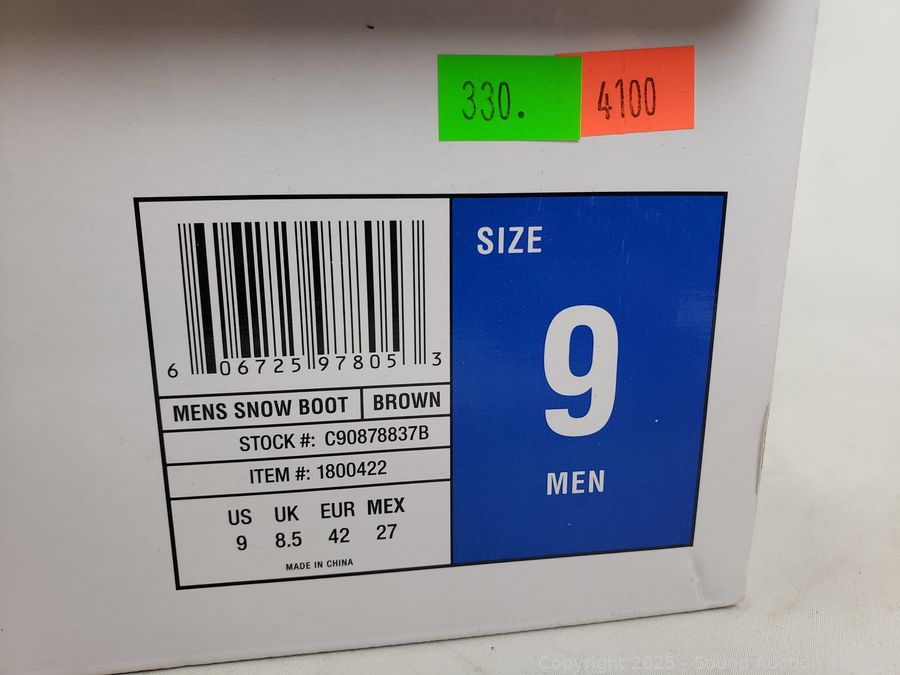 330. 4100
SIZE
9
MEN
6 06725 97805 3
MENS SNOW BOOT BROWN
STOCK #: C90878837B
ITEM #: 1800422
US UK EUR MEX
9 8.5 42 27
MADE IN CHINA
Copyright 2025 - Sound Auction